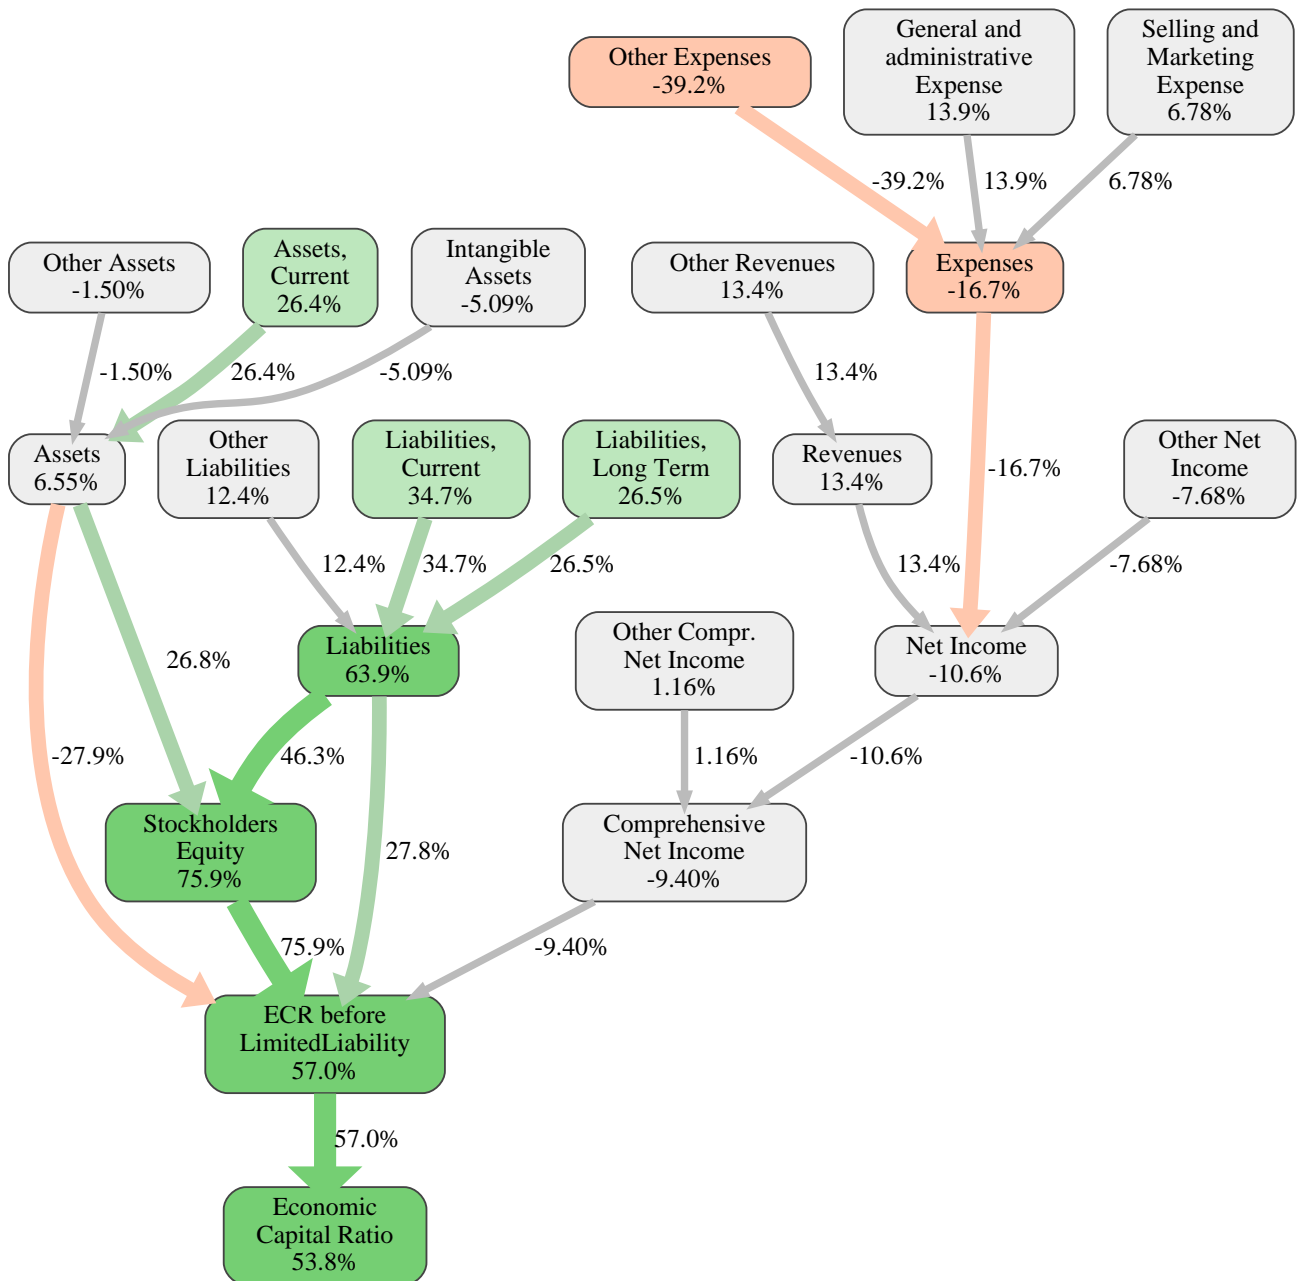 Other Expenses
-39.2%
General and
administrative
Expense
13.9%
Selling and
Marketing
Expense
6.78%
-39.2%
13.9%
6.78%
Other Assets
-1.50%
Assets,
Current
26.4%
Intangible
Assets
-5.09%
Other Revenues
13.4%
Expenses
-16.7%
-1.50%
26.4%
-5.09%
13.4%
-16.7%
Assets
6.55%
Other
Liabilities
12.4%
Liabilities,
Current
34.7%
Liabilities,
Long Term
26.5%
Revenues
13.4%
Other Net
Income
-7.68%
12.4%
34.7%
26.5%
13.4%
-7.68%
26.8%
Liabilities
63.9%
Other Compr.
Net Income
1.16%
Net Income
-10.6%
-27.9%
46.3%
1.16%
-10.6%
Stockholders
Equity
75.9%
27.8%
Comprehensive
Net Income
-9.40%
75.9%
-9.40%
ECR before
LimitedLiability
57.0%
57.0%
Economic
Capital Ratio
53.8%